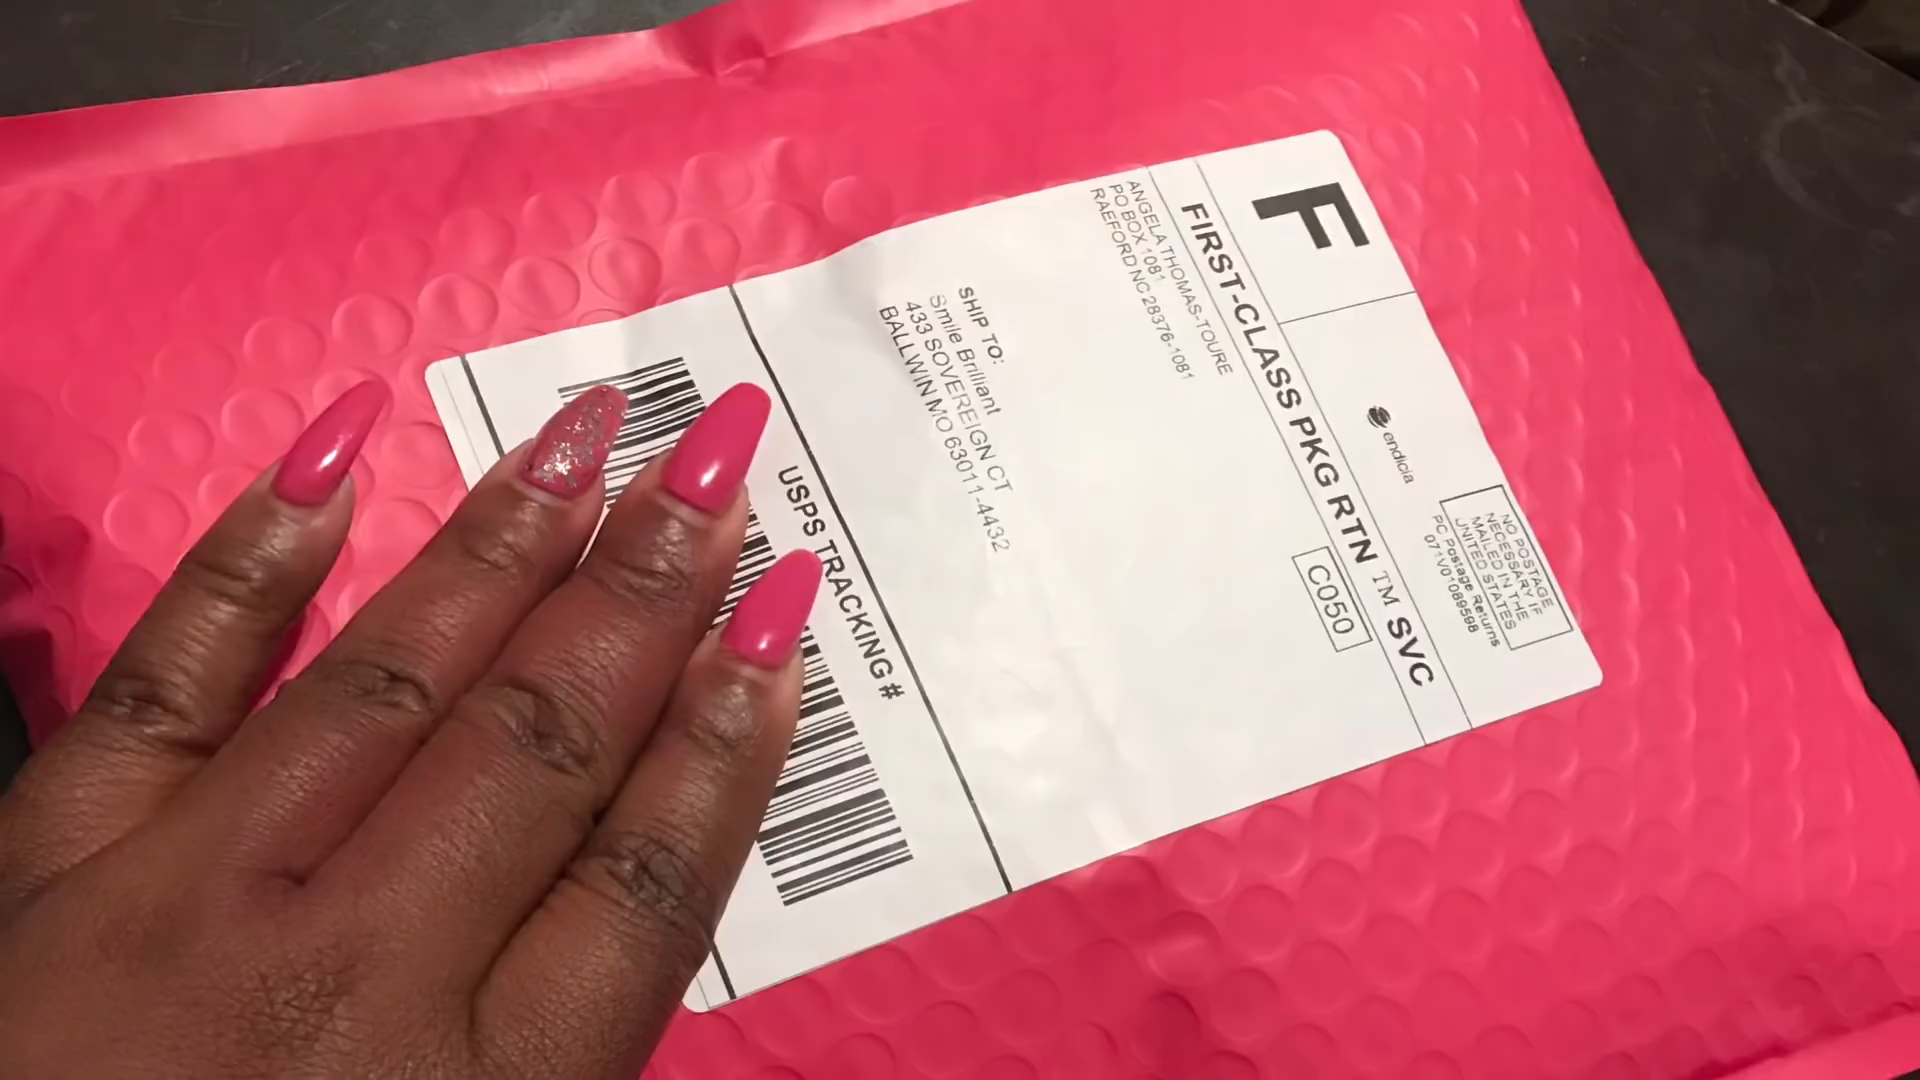 F
endicia
NO POSTAGE
NECESSARY IF
MAILED IN THE
UNITED STATES
PC Postage Returns
071V01089598
FIRST-CLASS PKG RTN ™ SVC
ANGELA THOMAS-TOURE
PO BOX 1081
RAEFORD NC 28376-1081
C050
SHIP TO:
Smile Brilliant
433 SOVEREIGN CT
BALLWIN MO 63011-4432
USPS TRACKING #